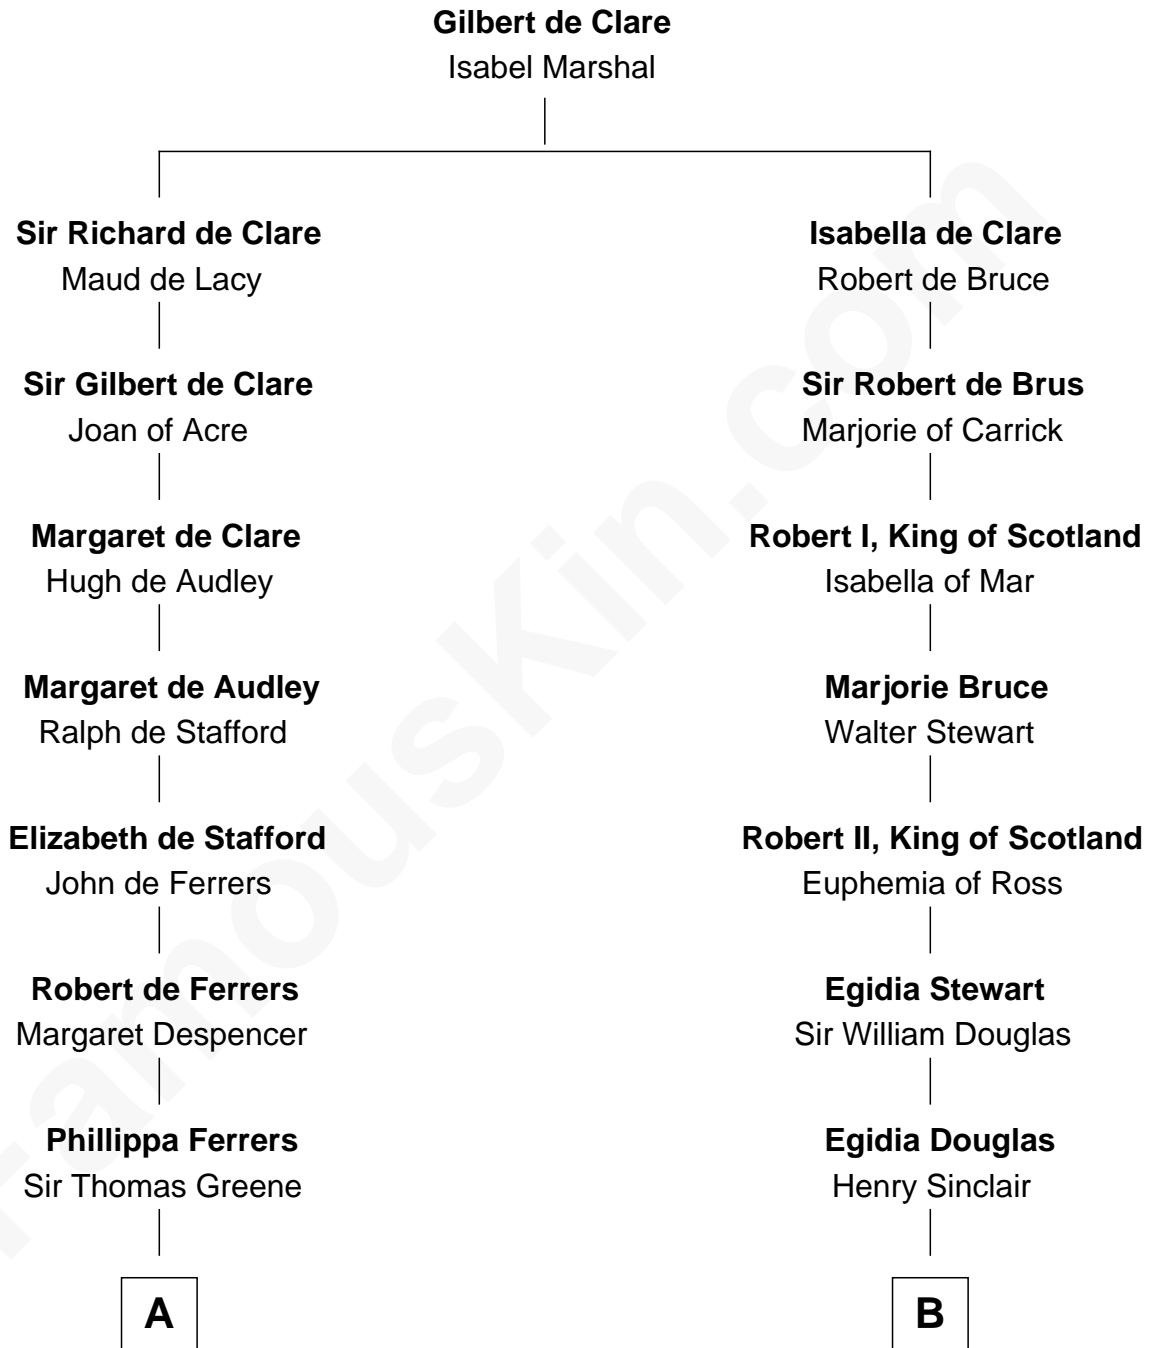 Gilbert de Clare
Isabel Marshal
Sir Richard de Clare
Maud de Lacy
Isabella de Clare
Robert de Bruce
Sir Gilbert de Clare
Joan of Acre
Sir Robert de Brus
Marjorie of Carrick
Margaret de Clare
Hugh de Audley
Robert I, King of Scotland
Isabella of Mar
Margaret de Audley
Ralph de Stafford
Marjorie Bruce
Walter Stewart
Elizabeth de Stafford
John de Ferrers
Robert II, King of Scotland
Euphemia of Ross
Robert de Ferrers
Margaret Despencer
Egidia Stewart
Sir William Douglas
Phillippa Ferrers
Sir Thomas Greene
Egidia Douglas
Henry Sinclair
A
B
FamousKin.com